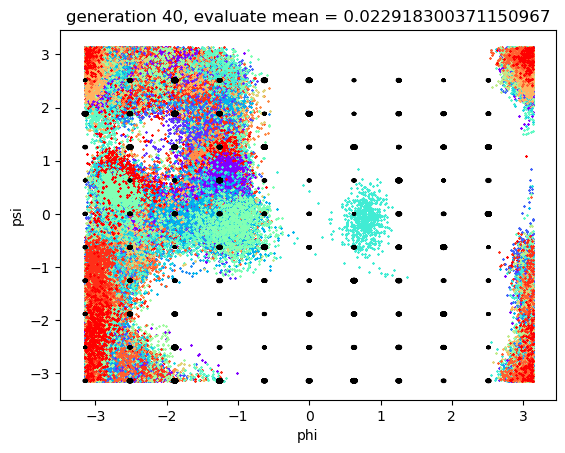 generation 40, evaluate mean = 0.022918300371150967
3
2
1
0
−1
−2
−3
psi
−3 −2 −1 0 1 2 3
phi